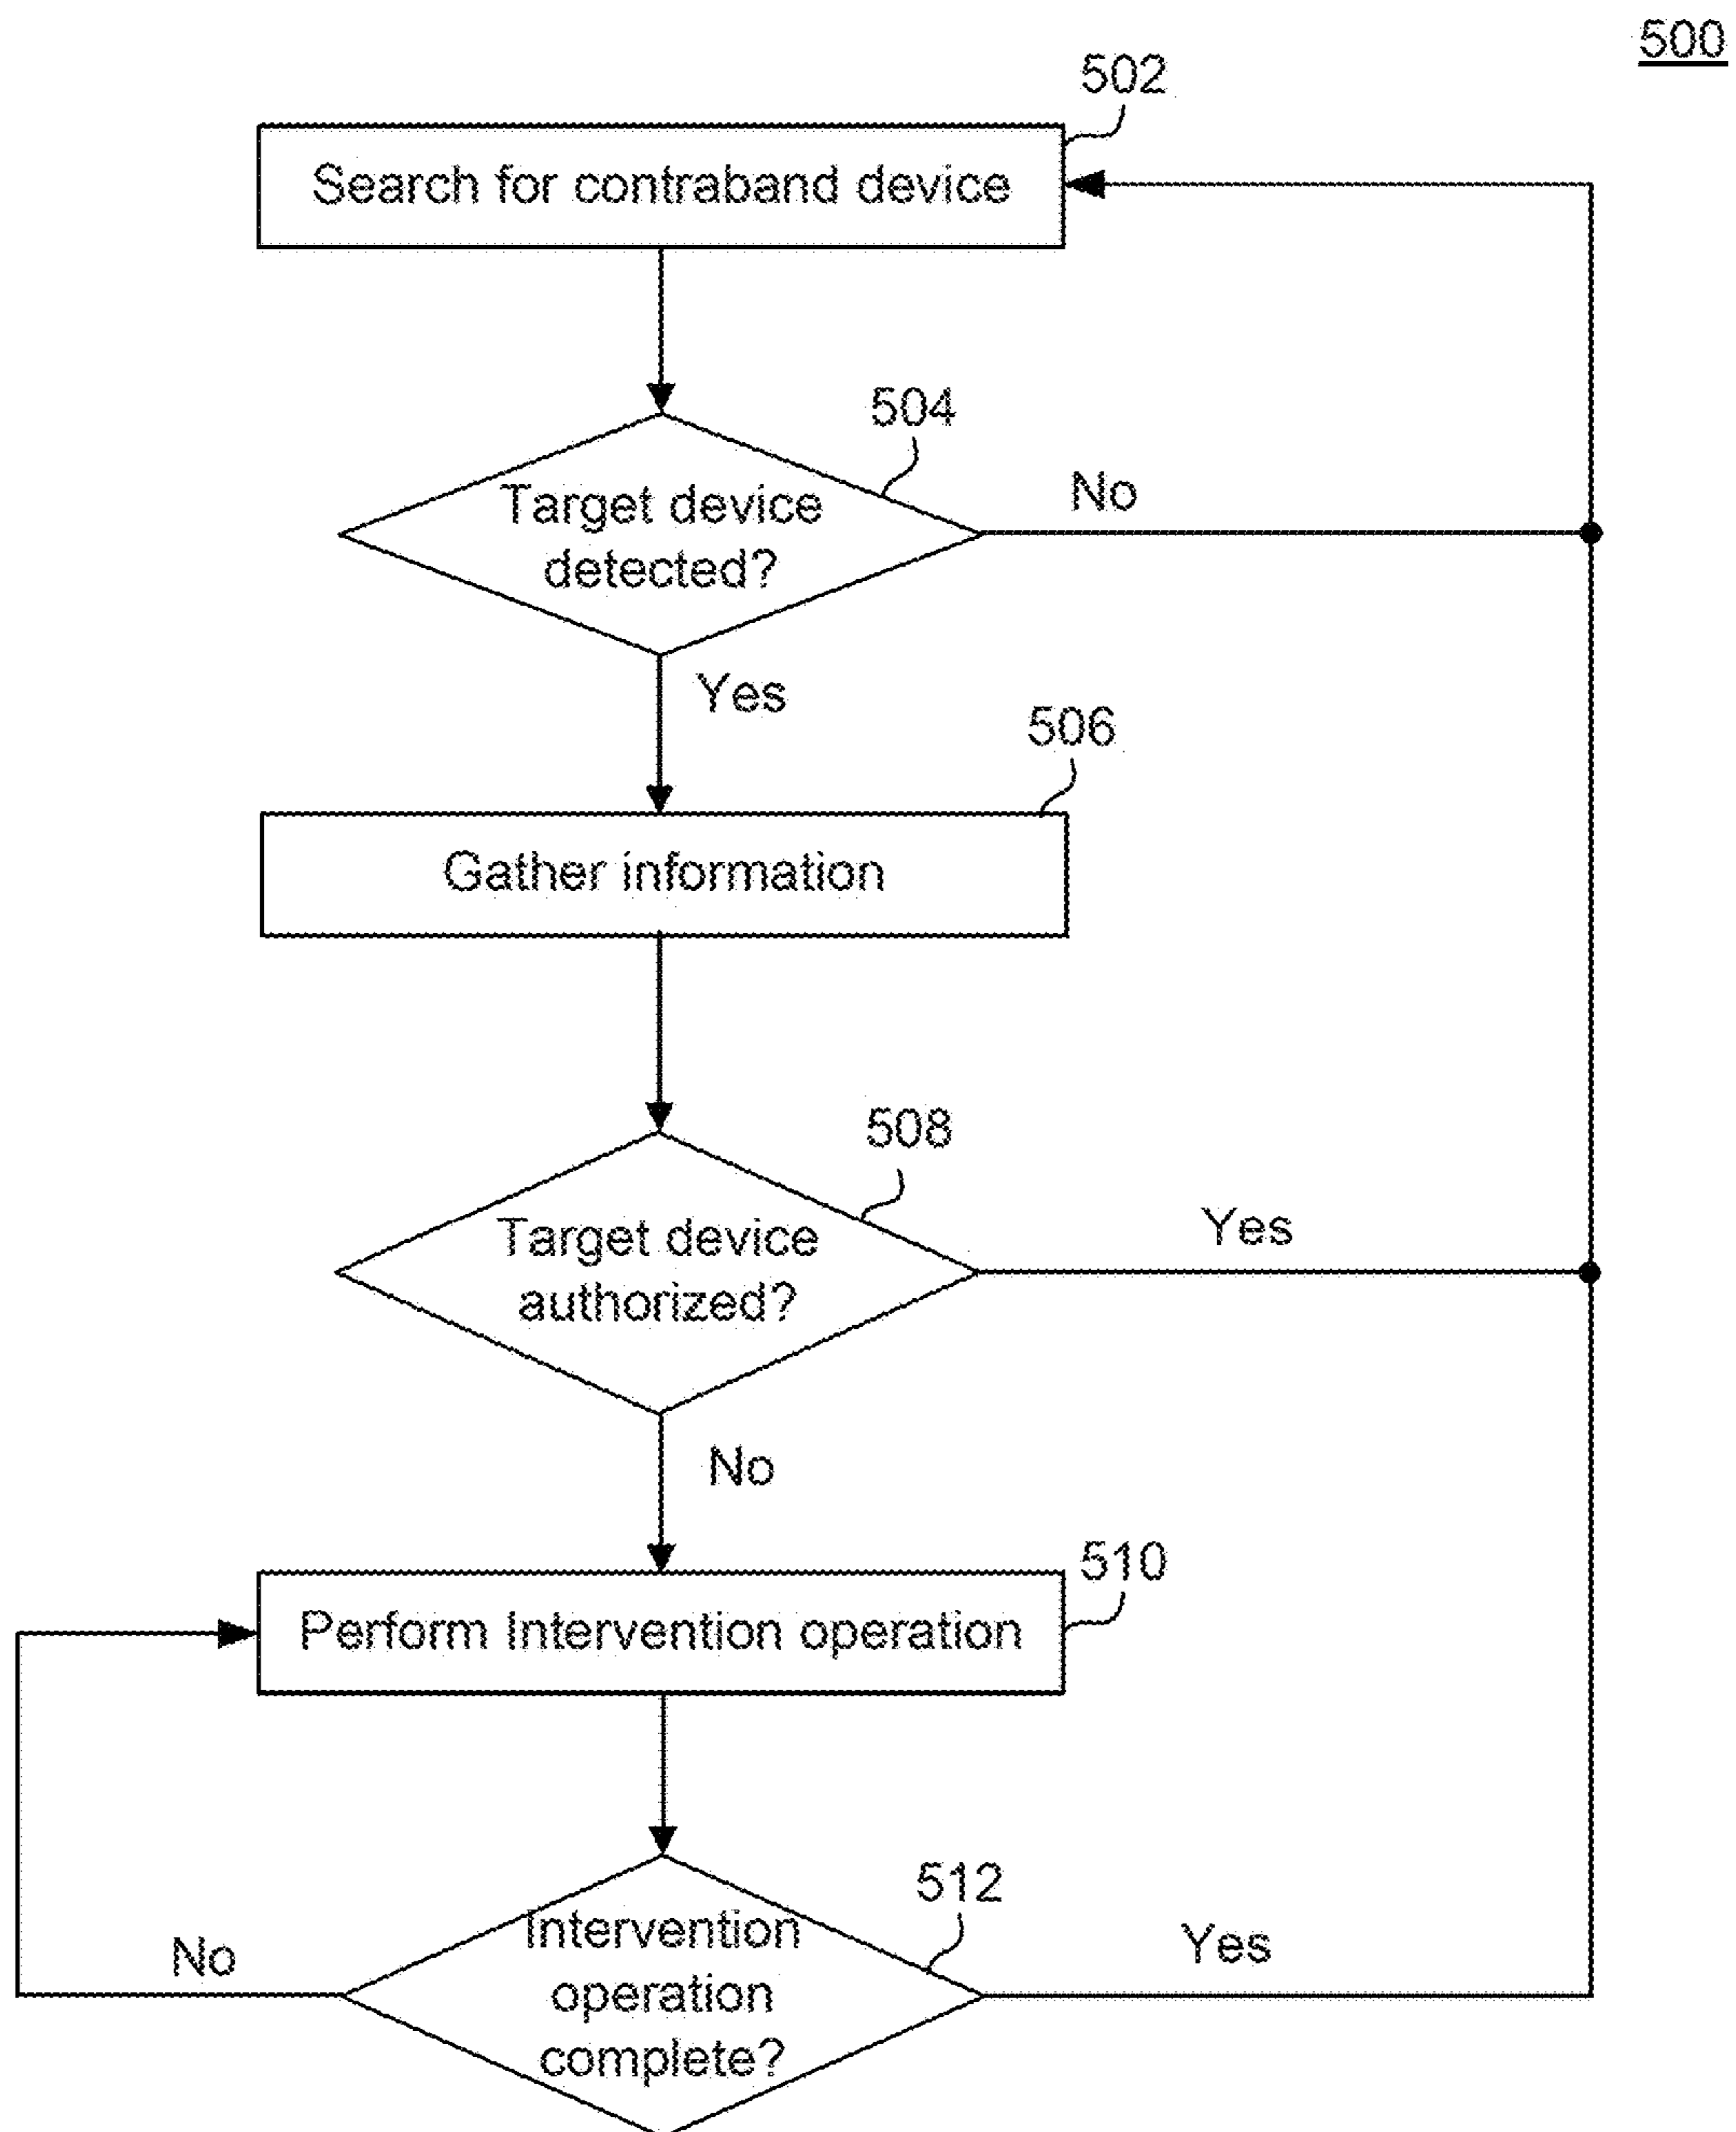 500
502
Search for contraband device
504
Target device
detected?
No
Yes
506
Gather information
508
Target device
authorized?
Yes
No
510
Perform Intervention operation
512
Intervention
operation
complete?
No
Yes